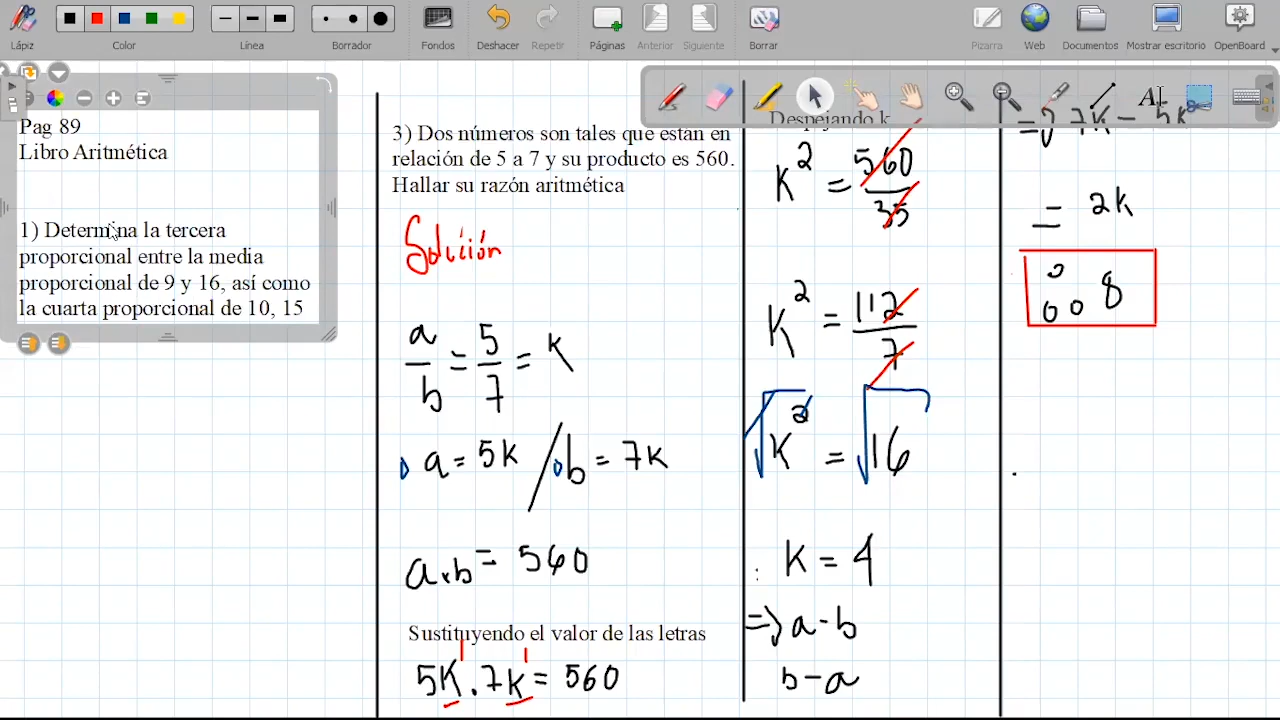 Lápiz
Color
Línea
Borrador
Fondos
Deshacer
Repetir
Páginas
Anterior
Siguiente
Borrar
Pizarra
Web
Documentos
Mostrar escritorio
OpenBoard
Pag 89
Libro Aritmética
1) Determina la tercera
proporcional entre la media
proporcional de 9 y 16, así como
la cuarta proporcional de 10, 15
3) Dos números son tales que están en
relación de 5 a 7 y su producto es 560.
Hallar su razón aritmética
Solución
a/b = 5/7 = K
a = 5K / b = 7K
a.b = 560
Sustituyendo el valor de las letras
5K . 7K = 560
Despejando k
K² = 560/35
K² = 112/7
√K² = √16
K = 4
=> a - b
b - a
=> 7K - 5K
= 2K
∴ 8